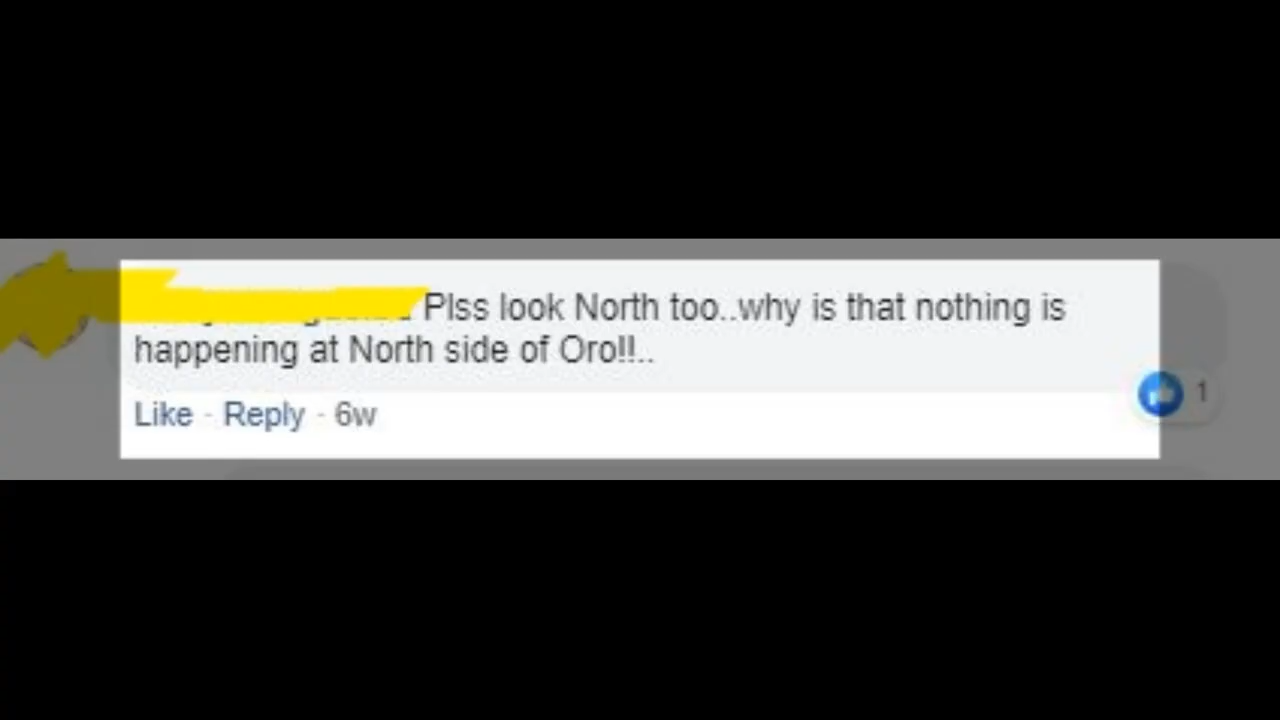 Plss look North too..why is that nothing is
happening at North side of Oro!!..
Like · Reply · 6w
1